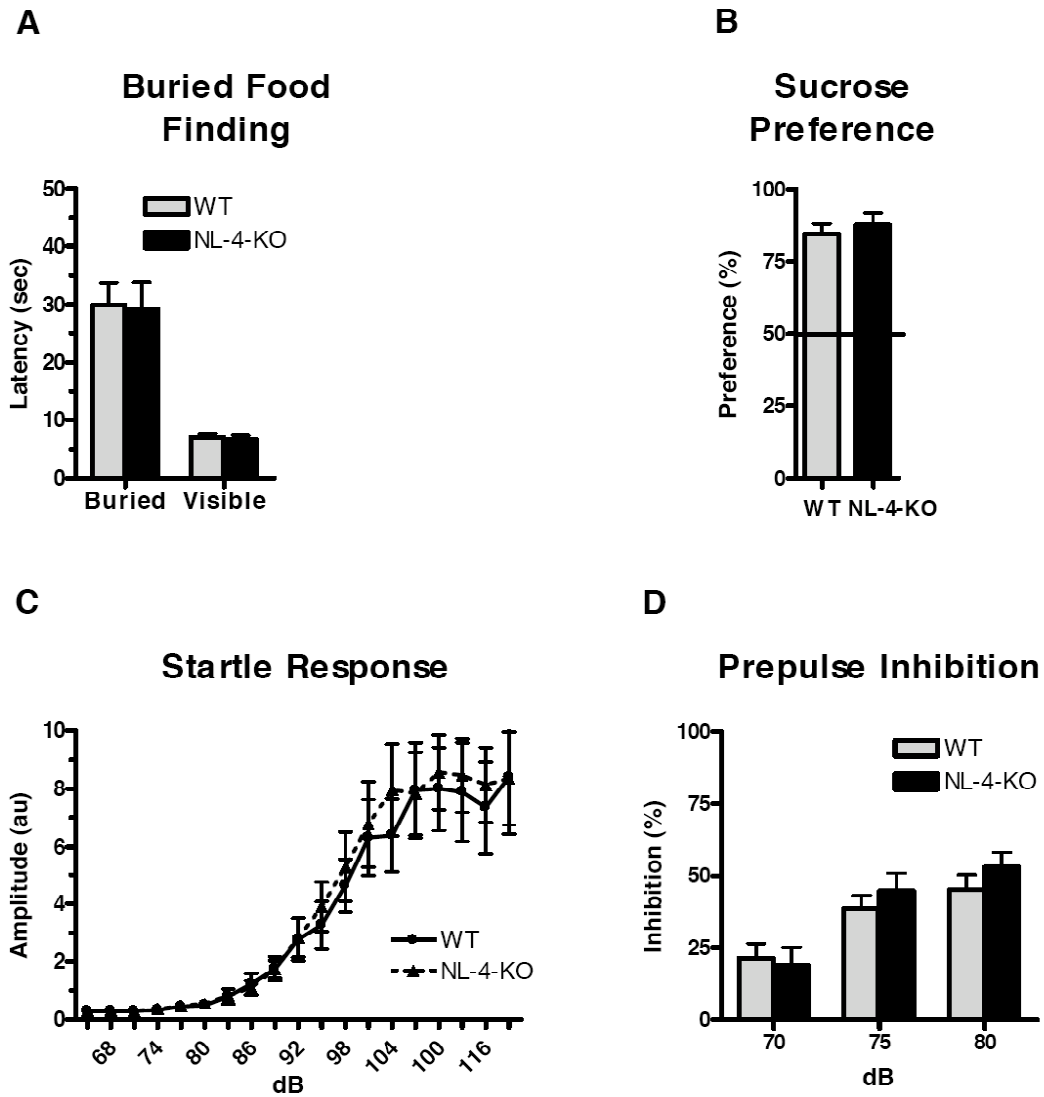 A
Buried Food
Finding
50
40
30
20
10
0
Latency (sec)
WT
NL-4-KO
Buried Visible
B
Sucrose
Preference
100
75
50
25
0
Preference (%)
WT NL-4-KO
C
Startle Response
10
8
6
4
2
0
Amplitude (au)
WT
NL-4-KO
68 74 80 86 92 98 104 100 116
dB
D
Prepulse Inhibition
100
75
50
25
0
Inhibition (%)
WT
NL-4-KO
70 75 80
dB